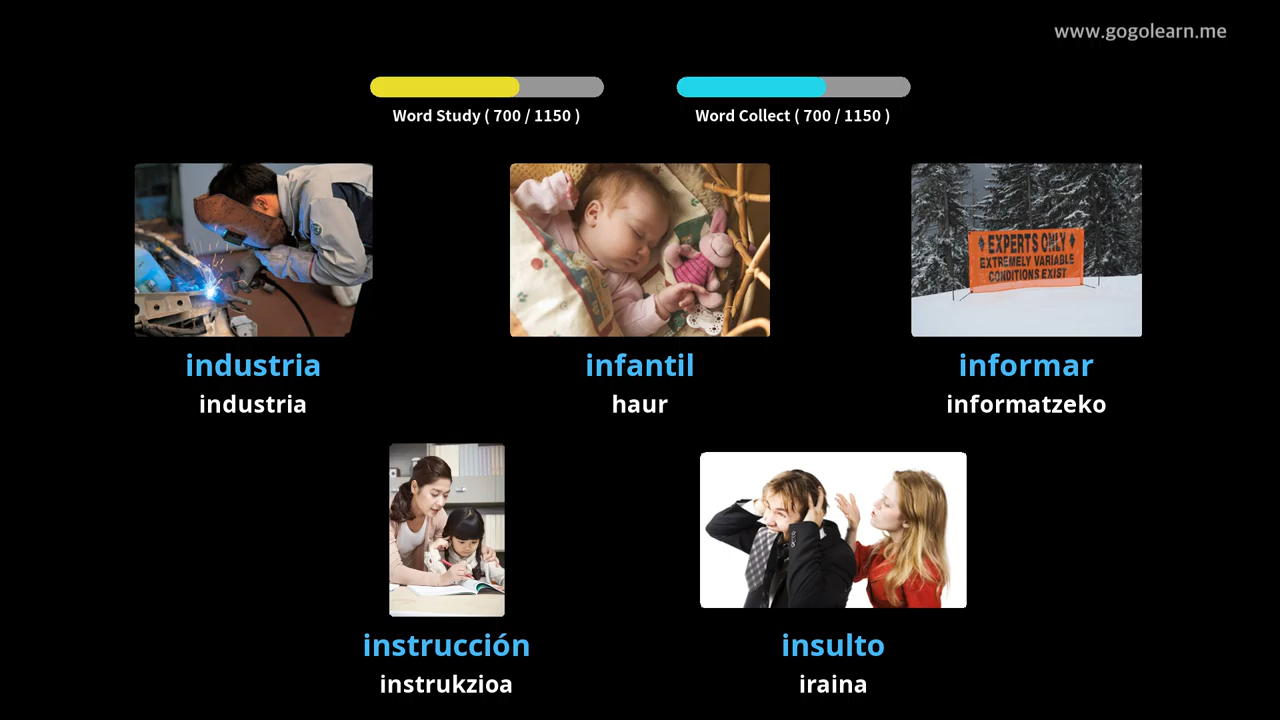 www.gogolearn.me
Word Study ( 700 / 1150 )
Word Collect ( 700 / 1150 )
EXPERTS ONLY
EXTREMELY VARIABLE
CONDITIONS EXIST
industria
industria
infantil
haur
informar
informatzeko
instrucción
instrukzioa
insulto
iraina